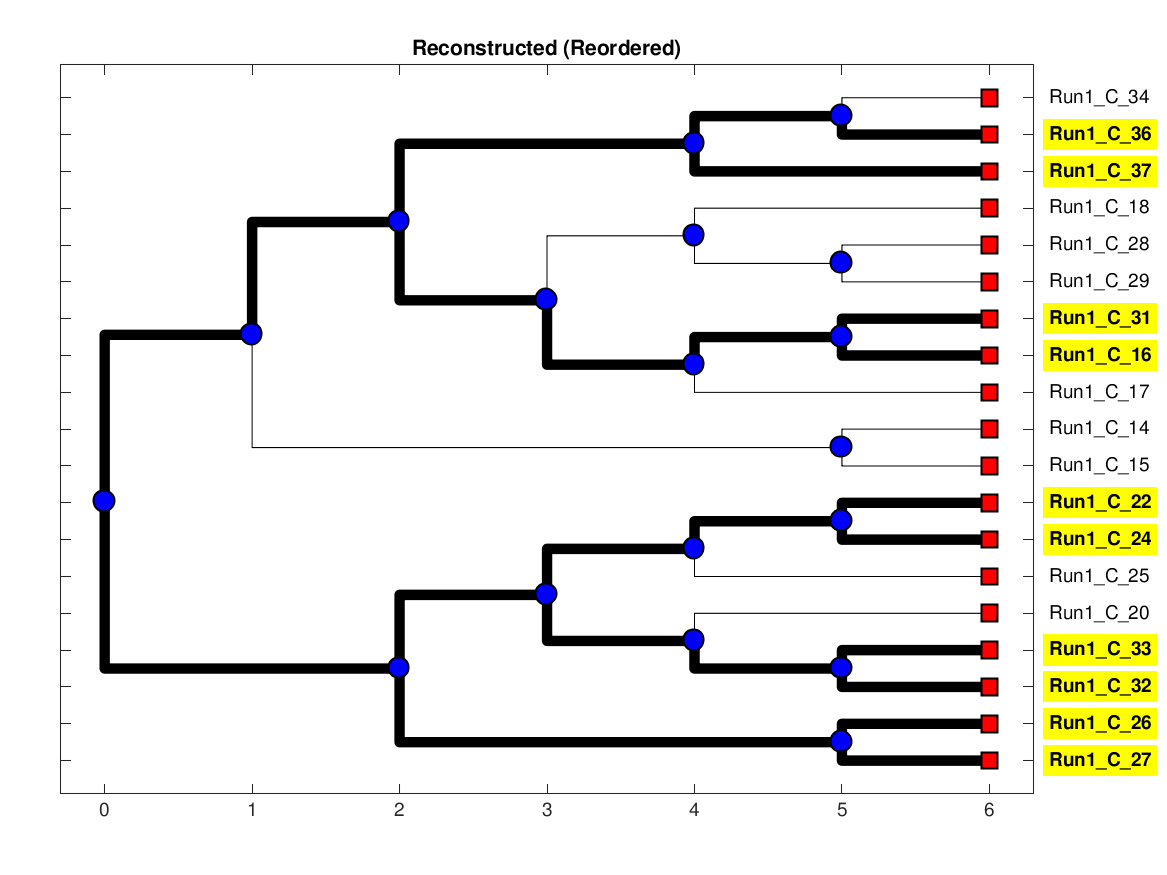 Reconstructed (Reordered)
Run1_C_34
Run1_C_36
Run1_C_37
Run1_C_18
Run1_C_28
Run1_C_29
Run1_C_31
Run1_C_16
Run1_C_17
Run1_C_14
Run1_C_15
Run1_C_22
Run1_C_24
Run1_C_25
Run1_C_20
Run1_C_33
Run1_C_32
Run1_C_26
Run1_C_27
0 1 2 3 4 5 6